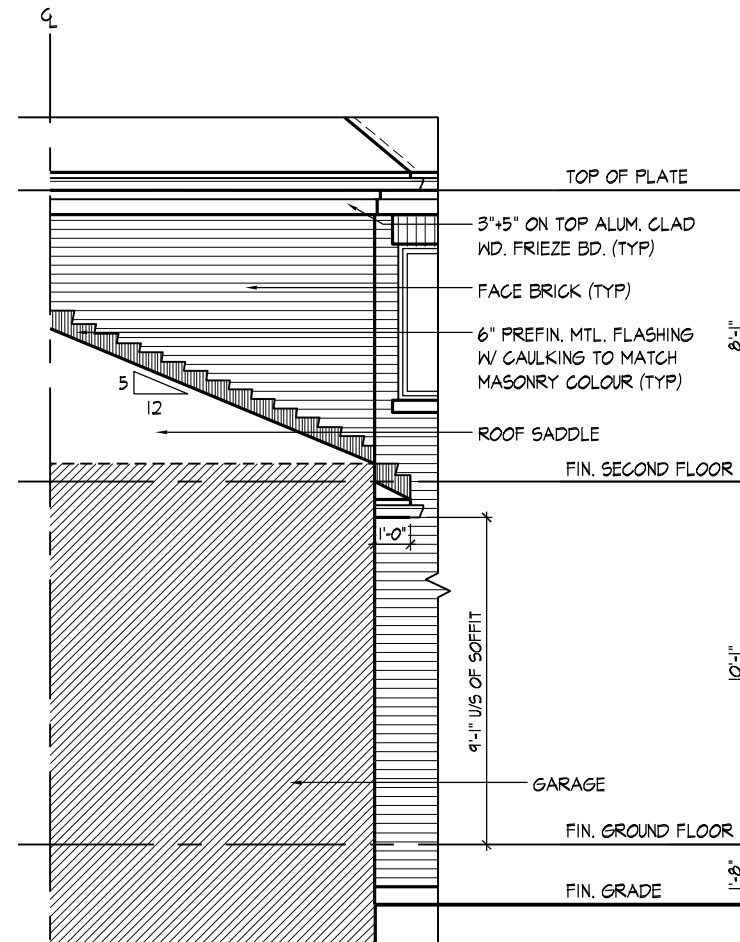 ℄
TOP OF PLATE
3"+5" ON TOP ALUM. CLAD
WD. FRIEZE BD. (TYP)
FACE BRICK (TYP)
6" PREFIN. MTL. FLASHING
W/ CAULKING TO MATCH
MASONRY COLOUR (TYP)
8'-1"
5
12
ROOF SADDLE
FIN. SECOND FLOOR
1'-0"
9'-1" U/S OF SOFFIT
10'-1"
GARAGE
FIN. GROUND FLOOR
1'-8"
FIN. GRADE